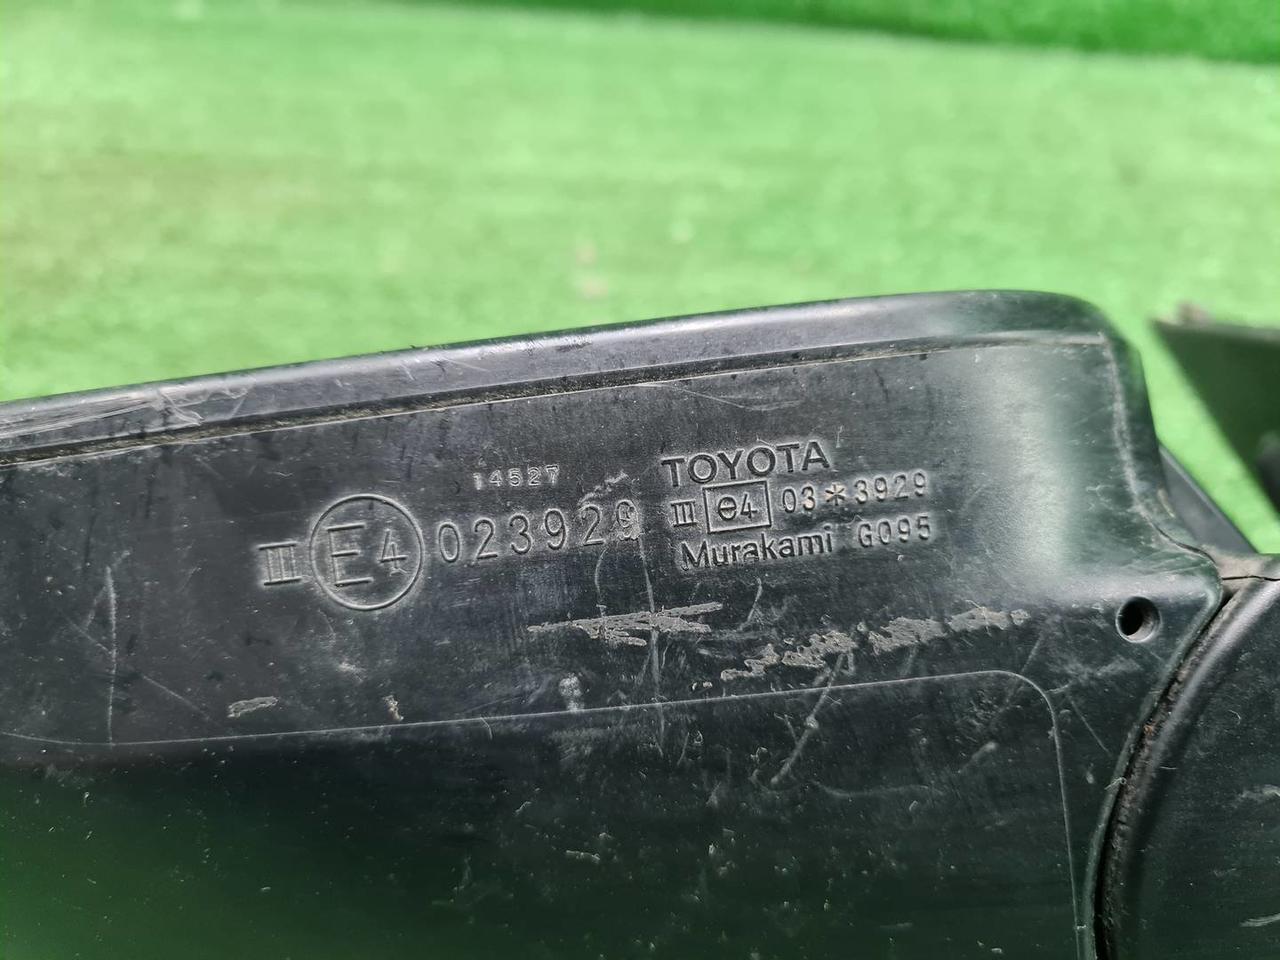 14527
III E4 023929
TOYOTA
III e4 03*3929
Murakami G095